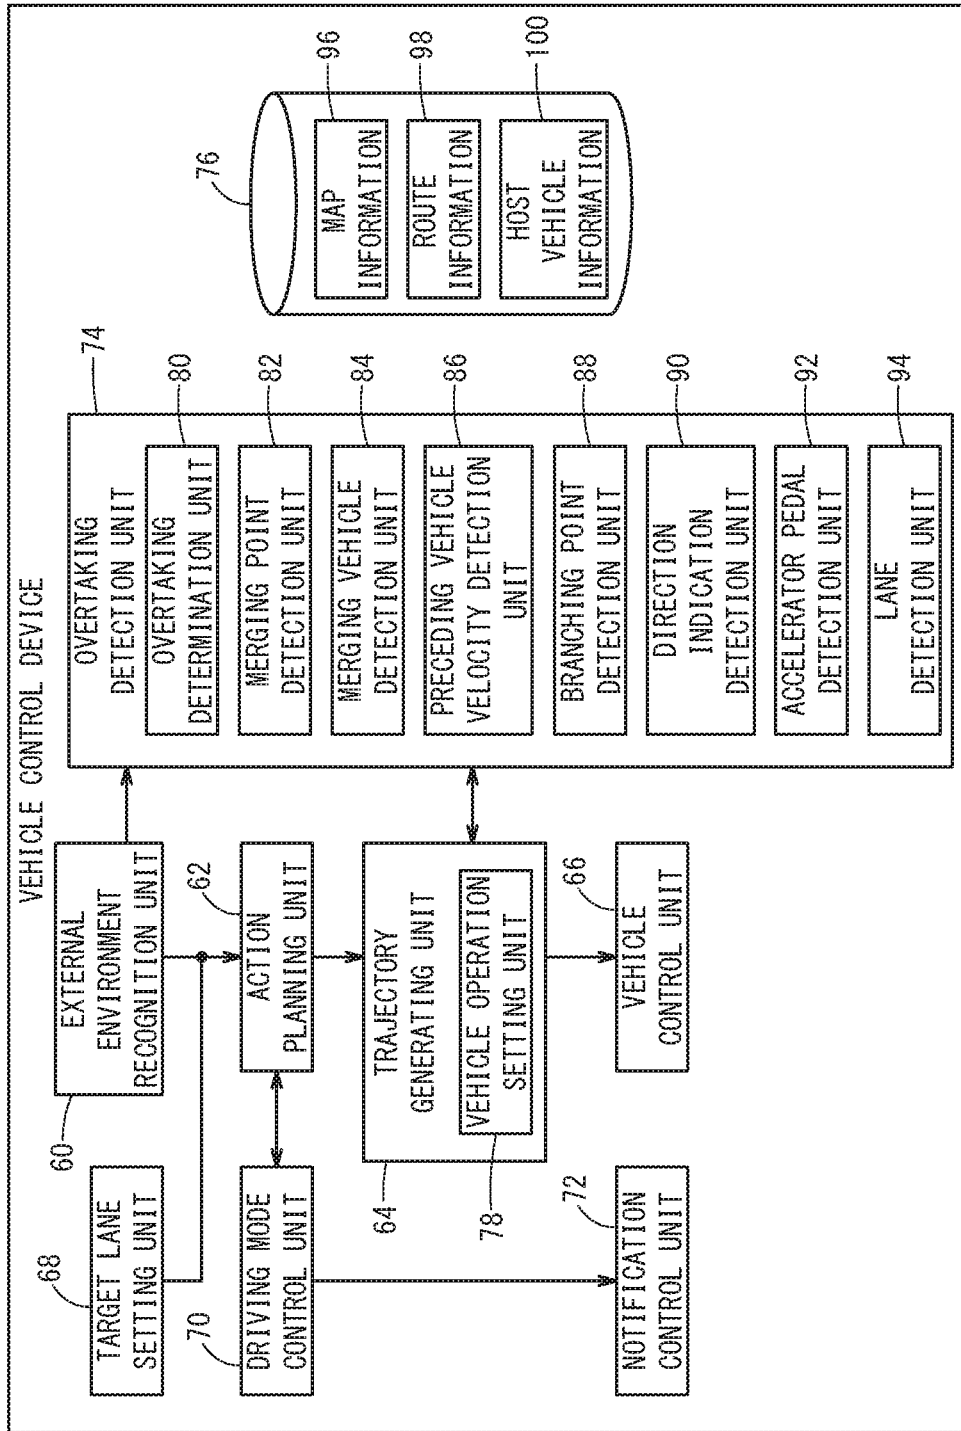 VEHICLE CONTROL DEVICE
68
TARGET LANE
SETTING UNIT
60
EXTERNAL
ENVIRONMENT
RECOGNITION UNIT
70
DRIVING MODE
CONTROL UNIT
62
ACTION
PLANNING UNIT
64
TRAJECTORY
GENERATING UNIT
78
VEHICLE OPERATION
SETTING UNIT
72
NOTIFICATION
CONTROL UNIT
66
VEHICLE
CONTROL UNIT
74
OVERTAKING
DETECTION UNIT
OVERTAKING
DETERMINATION UNIT
80
MERGING POINT
DETECTION UNIT
82
MERGING VEHICLE
DETECTION UNIT
84
PRECEDING VEHICLE
VELOCITY DETECTION
UNIT
86
BRANCHING POINT
DETECTION UNIT
88
DIRECTION
INDICATION
DETECTION UNIT
90
ACCELERATOR PEDAL
DETECTION UNIT
92
LANE
DETECTION UNIT
94
76
MAP
INFORMATION
96
ROUTE
INFORMATION
98
HOST
VEHICLE
INFORMATION
100